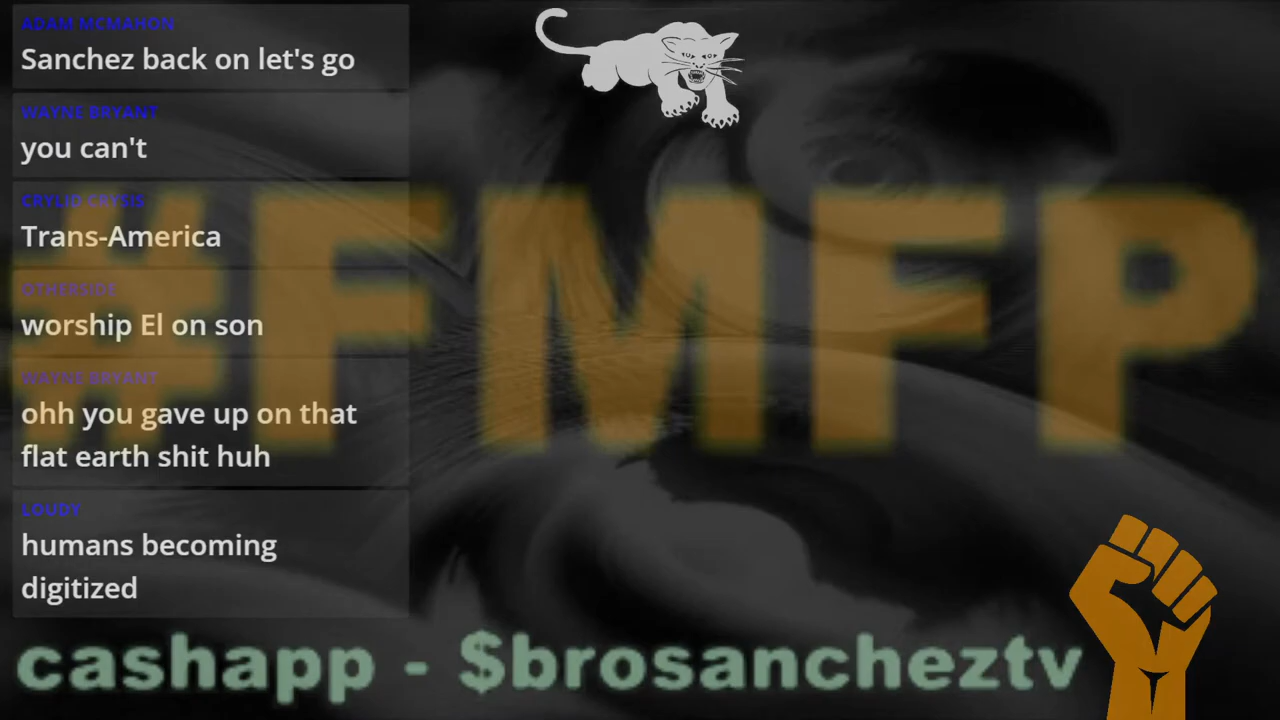 ADAM MCMAHON
Sanchez back on let's go
WAYNE BRYANT
you can't
CRYLID CRYSIS
Trans-America
OTHERSIDE
worship El on son
WAYNE BRYANT
ohh you gave up on that
flat earth shit huh
LOUDY
humans becoming
digitized
#FMFP
cashapp - $brosancheztv